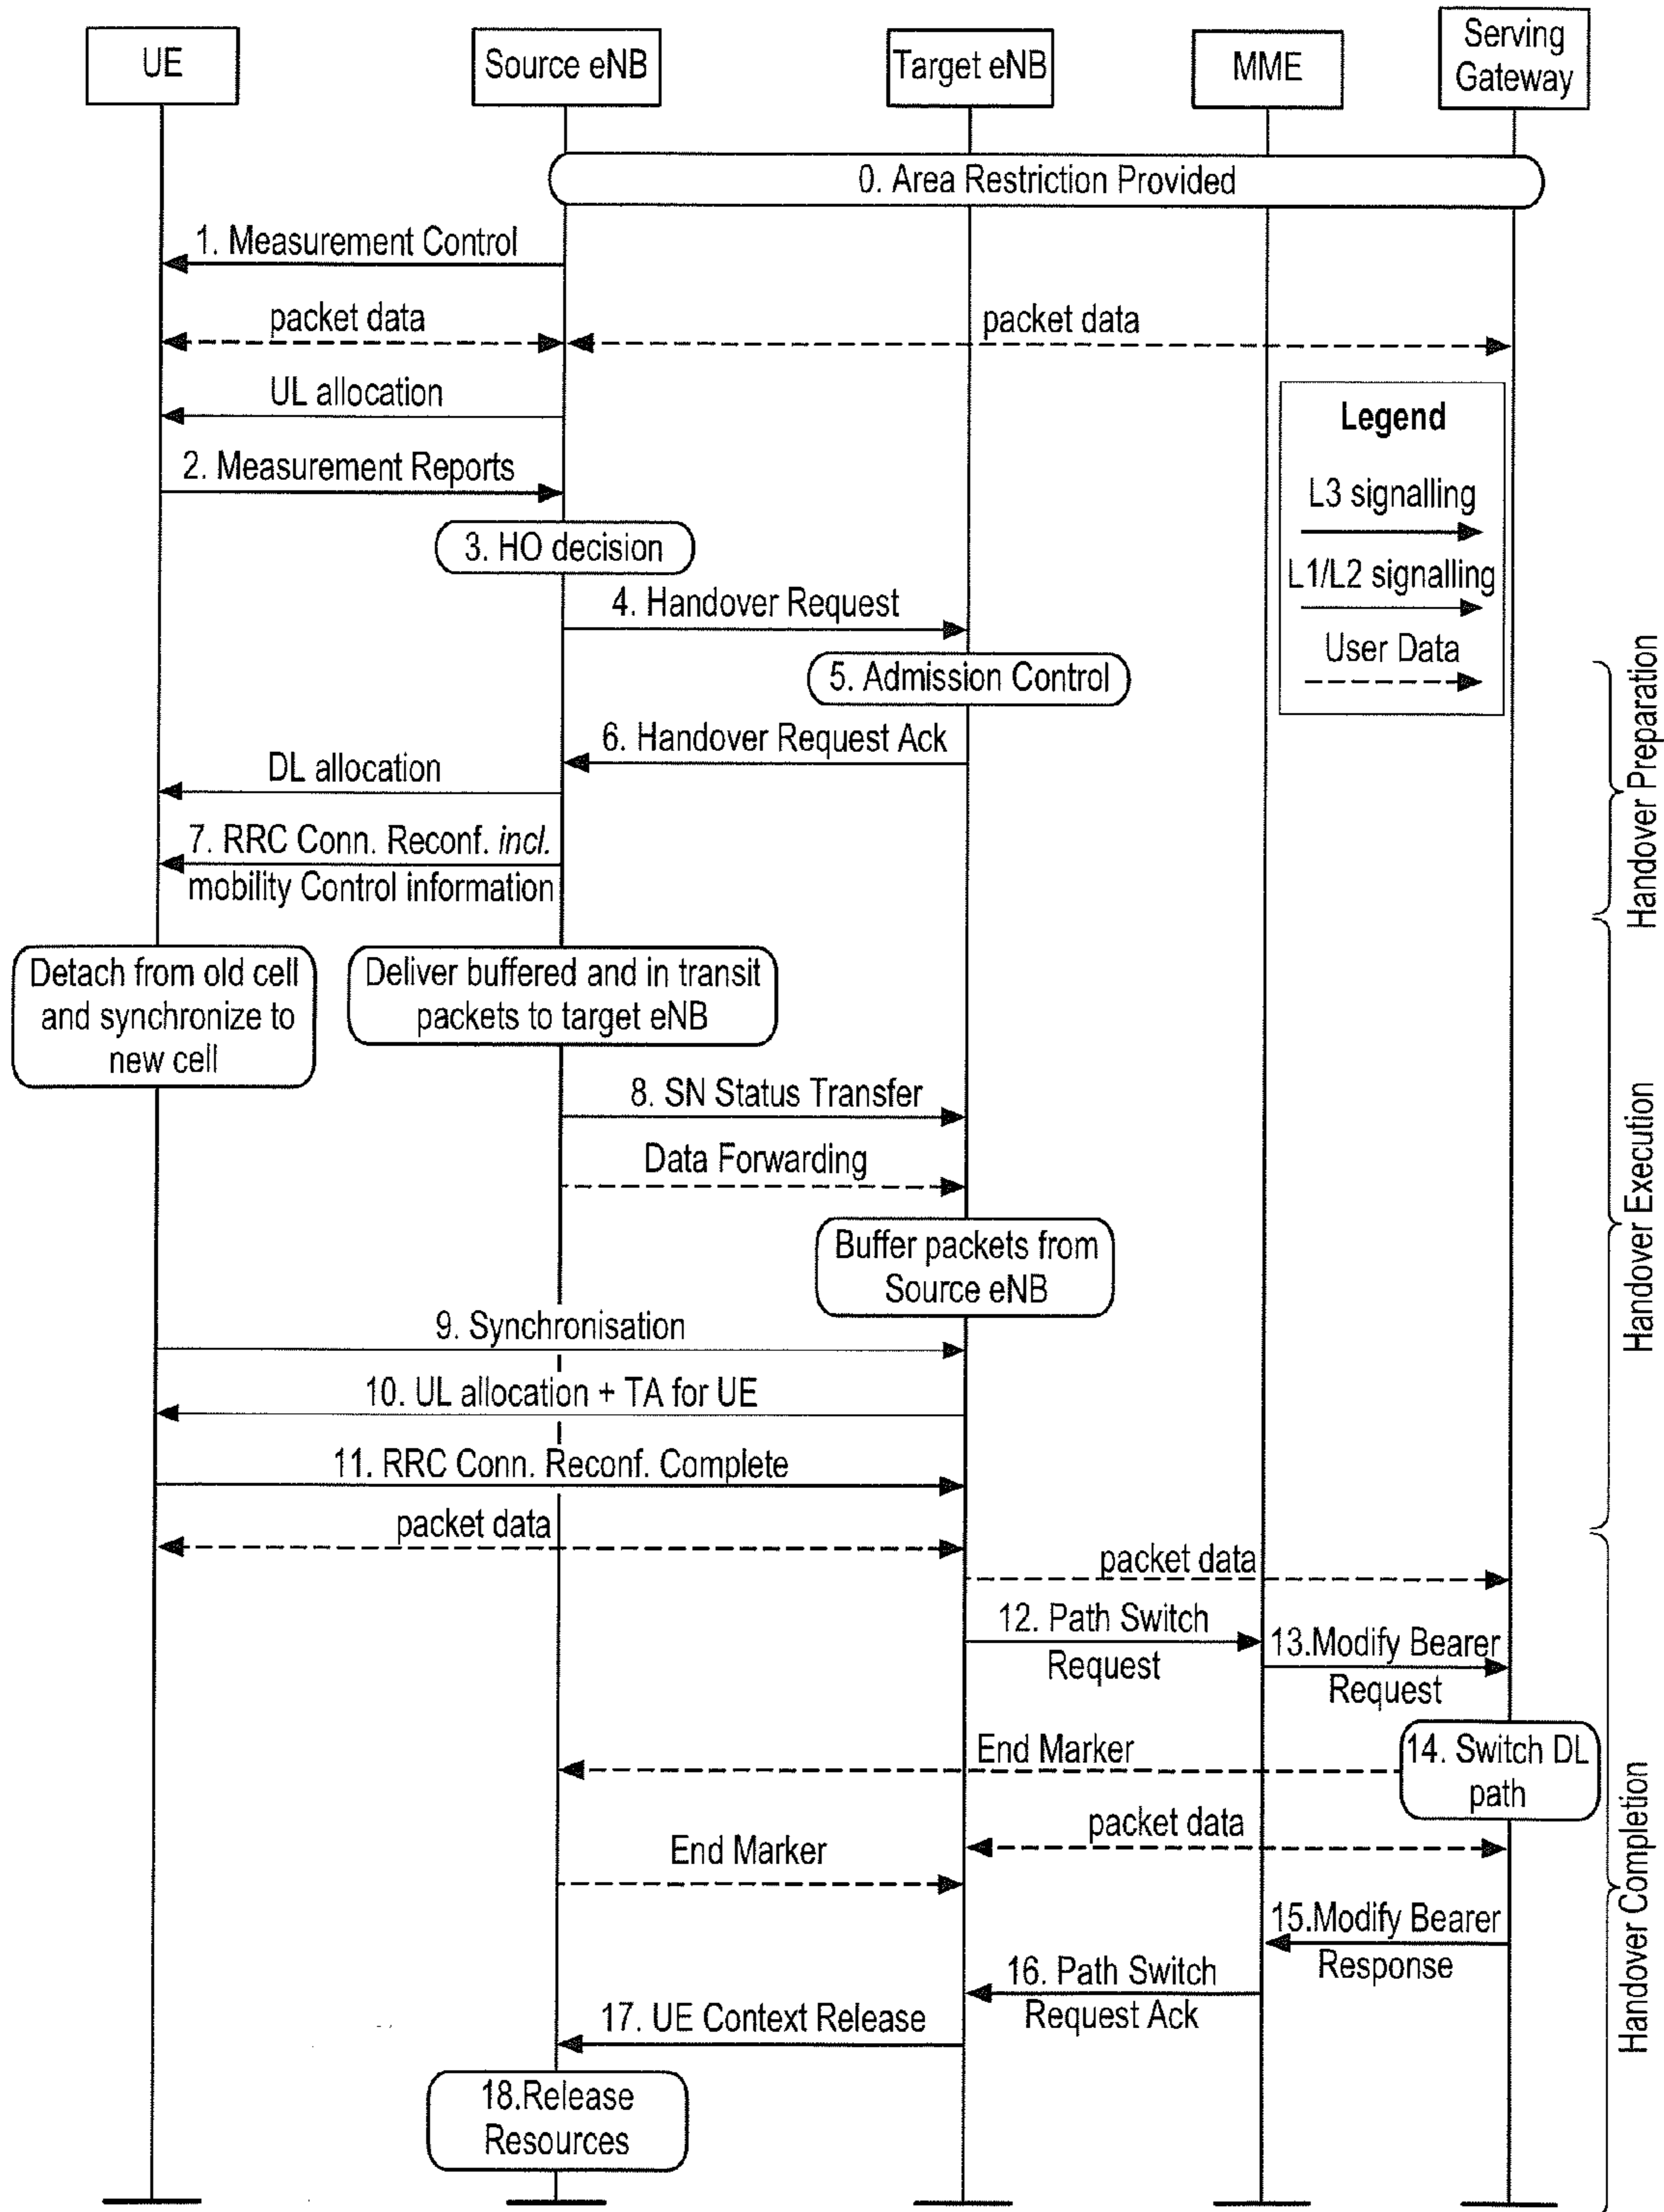 UE
Source eNB
Target eNB
MME
Serving
Gateway
0. Area Restriction Provided
1. Measurement Control
packet data
packet data
UL allocation
Legend
L3 signalling
L1/L2 signalling
User Data
2. Measurement Reports
3. HO decision
4. Handover Request
5. Admission Control
6. Handover Request Ack
DL allocation
7. RRC Conn. Reconf. incl.
mobility Control information
Handover Preparation
Detach from old cell
and synchronize to
new cell
Deliver buffered and in transit
packets to target eNB
8. SN Status Transfer
Data Forwarding
Buffer packets from
Source eNB
9. Synchronisation
10. UL allocation + TA for UE
11. RRC Conn. Reconf. Complete
Handover Execution
packet data
packet data
12. Path Switch
Request
13.Modify Bearer
Request
End Marker
14. Switch DL
path
packet data
End Marker
15.Modify Bearer
Response
16. Path Switch
Request Ack
17. UE Context Release
18.Release
Resources
Handover Completion